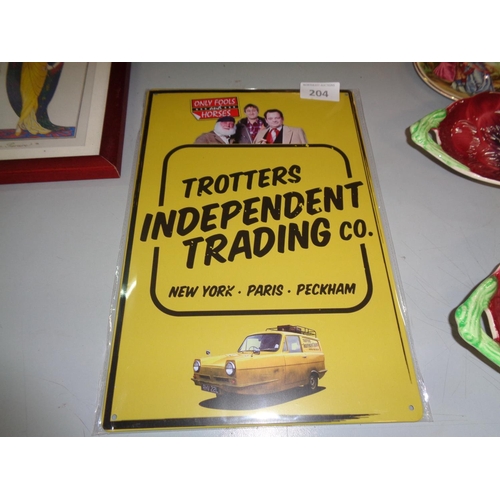 204
ONLY FOOLS
AND
HORSES
TROTTERS
INDEPENDENT
TRADING CO.
NEW YORK · PARIS · PECKHAM